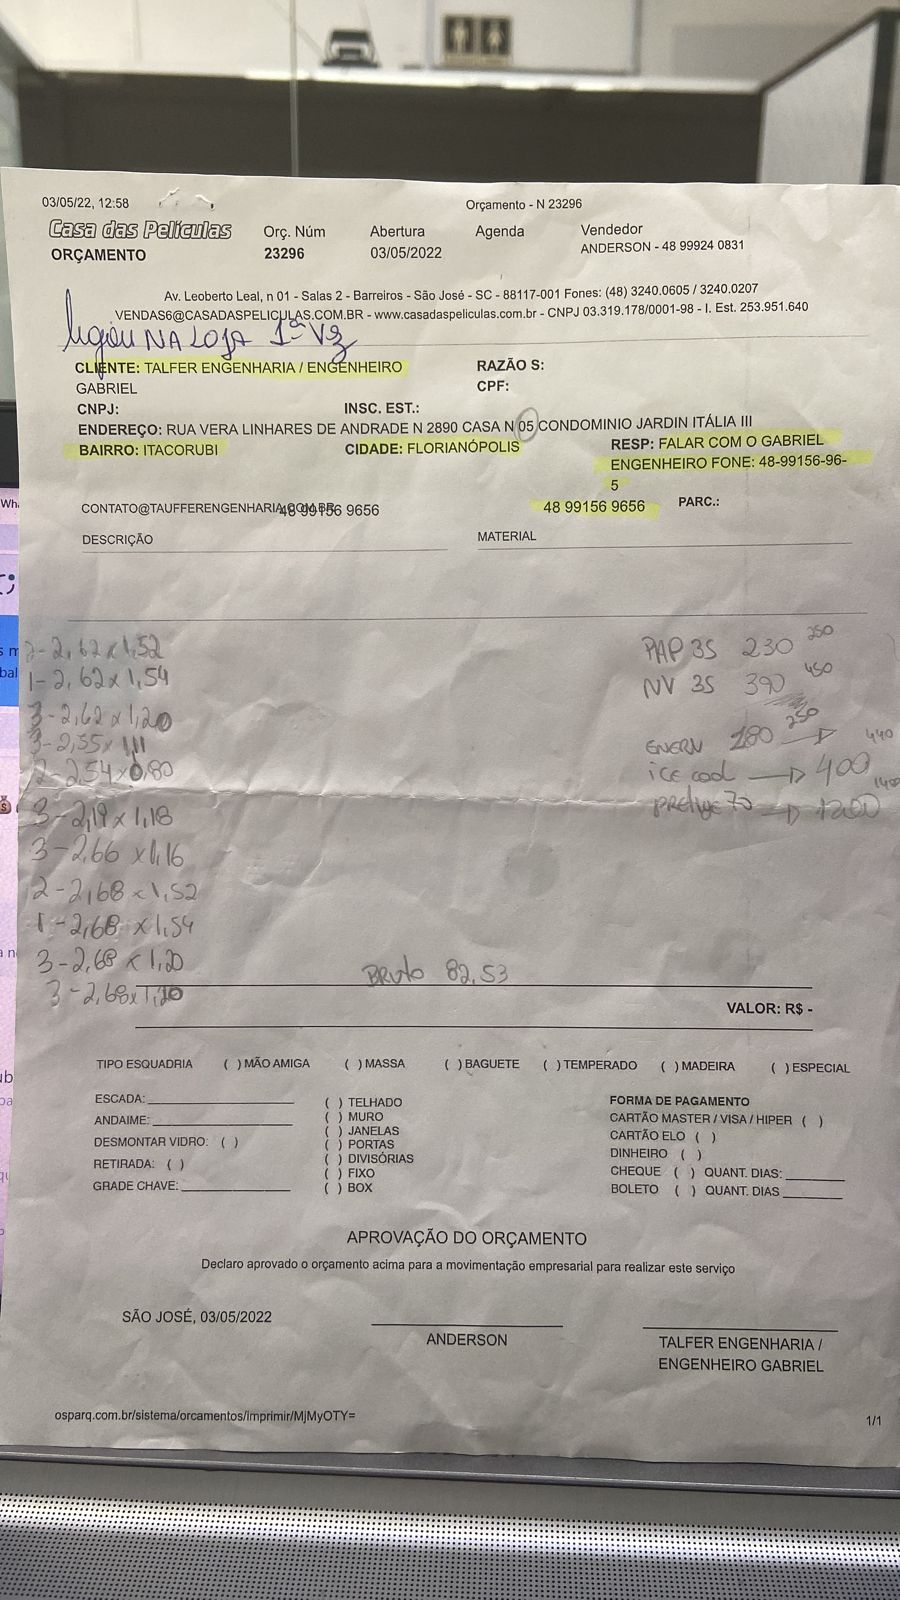 03/05/22, 12:58
Orçamento - N 23296
Casa das Películas
Orç. Núm
Abertura
Agenda
Vendedor
ORÇAMENTO
23296
03/05/2022
ANDERSON - 48 99924 0831
Av. Leoberto Leal, n 01 - Salas 2 - Barreiros - São José - SC - 88117-001 Fones: (48) 3240.0605 / 3240.0207
VENDAS6@CASADASPELICULAS.COM.BR - www.casadaspeliculas.com.br - CNPJ 03.319.178/0001-98 - I. Est. 253.951.640
ligou NA LOJA 1ª Vz
CLIENTE: TALFER ENGENHARIA / ENGENHEIRO
GABRIEL
RAZÃO S:
CPF:
CNPJ:
INSC. EST.:
ENDEREÇO: RUA VERA LINHARES DE ANDRADE N 2890 CASA N 05 CONDOMINIO JARDIN ITÁLIA III
BAIRRO: ITACORUBI
CIDADE: FLORIANÓPOLIS
RESP: FALAR COM O GABRIEL
ENGENHEIRO FONE: 48-99156-96-
5
CONTATO@TAUFFERENGENHARIA.COM.BR
48 99156 9656
48 99156 9656
PARC.:
DESCRIÇÃO
MATERIAL
2-2,62x1,52
1-2,62x1,54
3-2,62x1,20
3-2,55x1,11
2-2,54x0,80
3-2,19x1,18
3-2,66x1,16
2-2,68x1,52
1-2,68x1,54
3-2,68x1,20
3-2,68x1,20
PAP 35 230 250
NV 35 390 450
250
ENERN 280 440
ice cool 400
1400
prestige 70 1200
Bruto 82,53
VALOR: R$ -
TIPO ESQUADRIA ( ) MÃO AMIGA ( ) MASSA ( ) BAGUETE ( ) TEMPERADO ( ) MADEIRA ( ) ESPECIAL
ESCADA:
ANDAIME:
DESMONTAR VIDRO: ( )
RETIRADA: ( )
GRADE CHAVE:
( ) TELHADO
( ) MURO
( ) JANELAS
( ) PORTAS
( ) DIVISÓRIAS
( ) FIXO
( ) BOX
FORMA DE PAGAMENTO
CARTÃO MASTER / VISA / HIPER ( )
CARTÃO ELO ( )
DINHEIRO ( )
CHEQUE ( ) QUANT. DIAS:
BOLETO ( ) QUANT. DIAS
APROVAÇÃO DO ORÇAMENTO
Declaro aprovado o orçamento acima para a movimentação empresarial para realizar este serviço
SÃO JOSÉ, 03/05/2022
ANDERSON
TALFER ENGENHARIA /
ENGENHEIRO GABRIEL
osparq.com.br/sistema/orcamentos/imprimir/MjMyOTY=
1/1